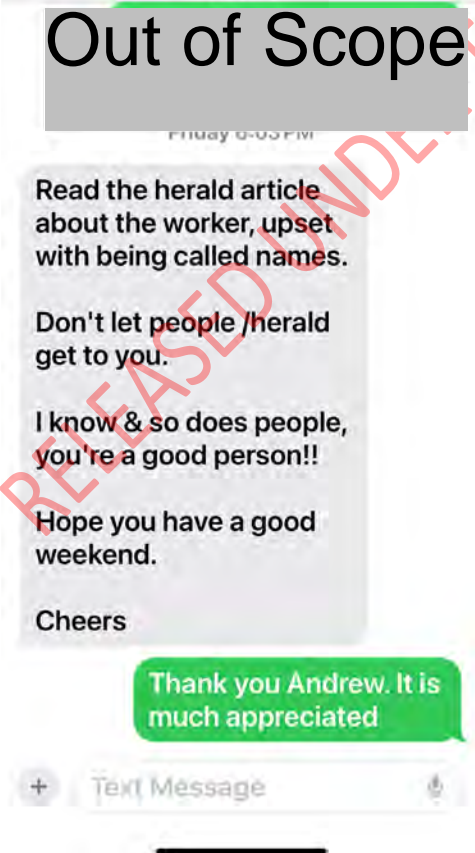 Out of Scope
Friday 6:03 PM
Read the herald article
about the worker, upset
with being called names.
Don't let people /herald
get to you.
I know & so does people,
you're a good person!!
Hope you have a good
weekend.
Cheers
Thank you Andrew. It is
much appreciated
Text Message
RELEASED UNDER